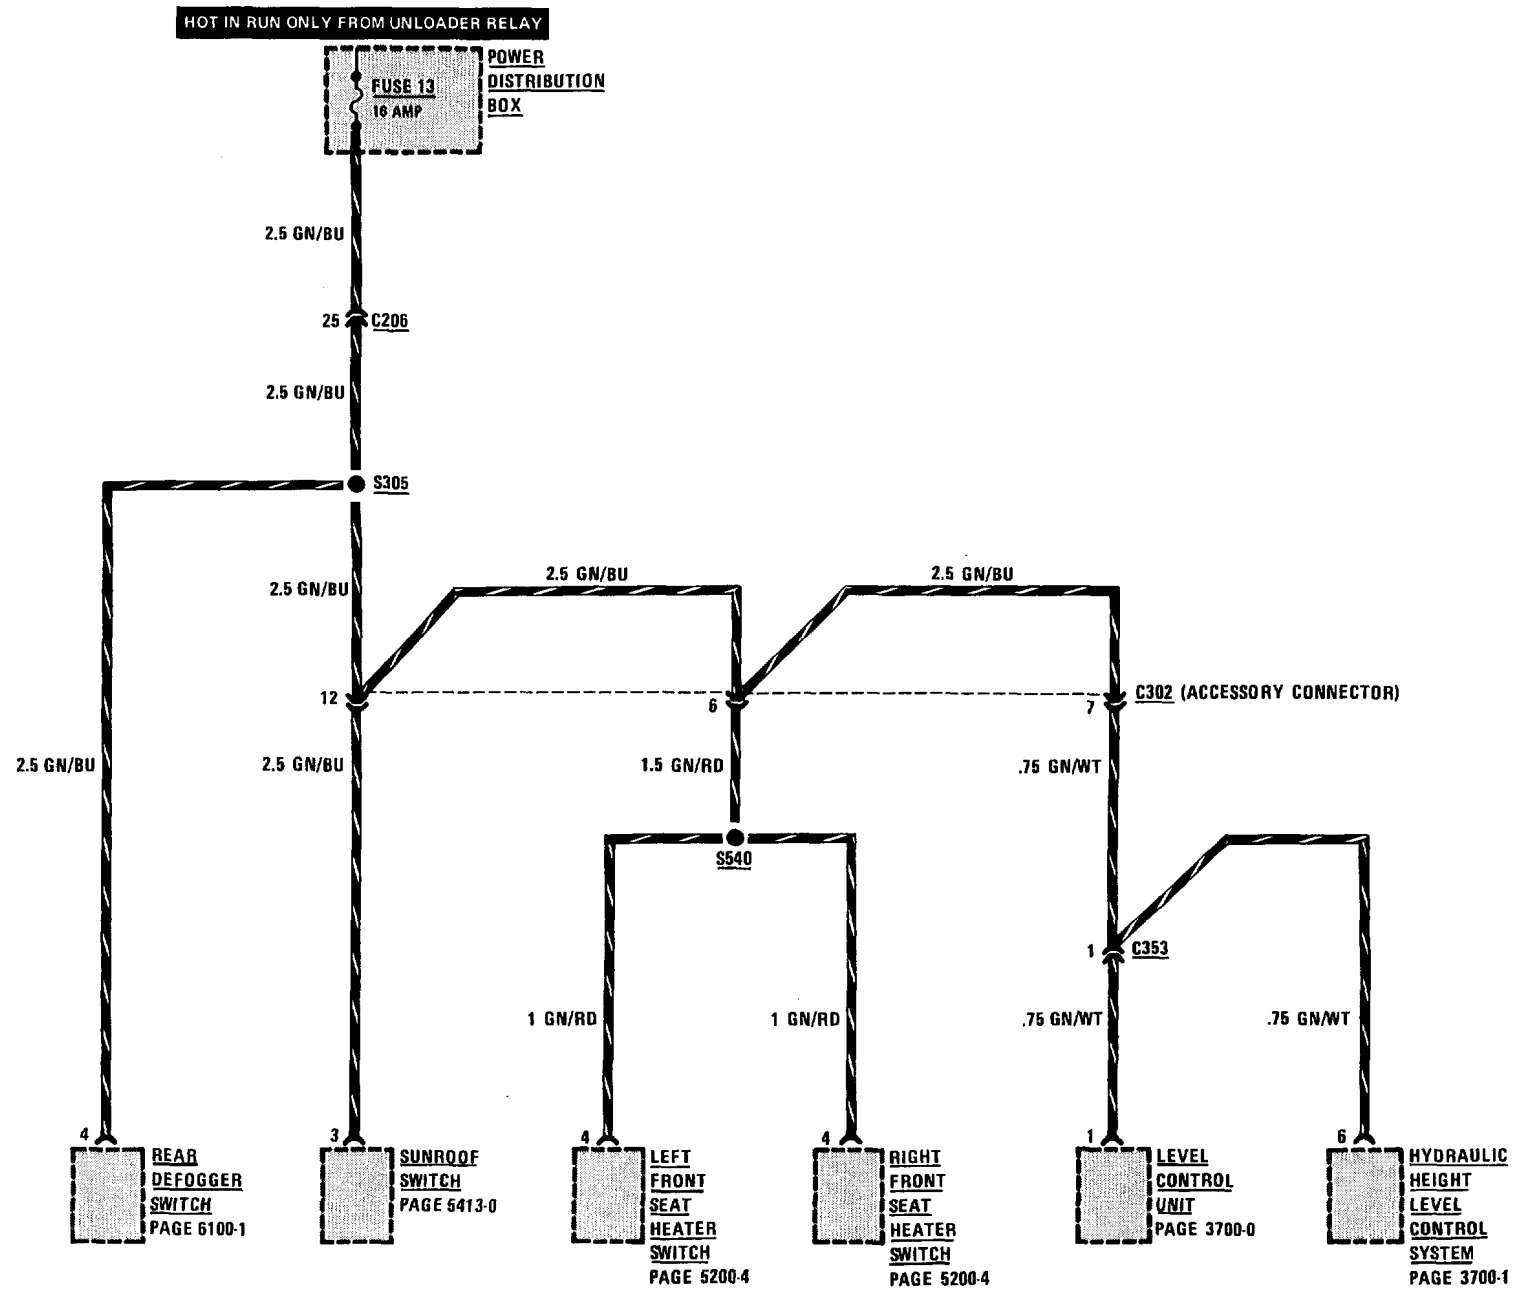 HOT IN RUN ONLY FROM UNLOADER RELAY
FUSE 13
16 AMP
POWER
DISTRIBUTION
BOX
2.5 GN/BU
25
C206
2.5 GN/BU
S305
2.5 GN/BU
2.5 GN/BU
2.5 GN/BU
12
6
7
C302 (ACCESSORY CONNECTOR)
2.5 GN/BU
2.5 GN/BU
1.5 GN/RD
.75 GN/WT
S540
1
C353
1 GN/RD
1 GN/RD
.75 GN/WT
.75 GN/WT
4
REAR
DEFOGGER
SWITCH
PAGE 6100-1
3
SUNROOF
SWITCH
PAGE 5413-0
4
LEFT
FRONT
SEAT
HEATER
SWITCH
PAGE 5200-4
4
RIGHT
FRONT
SEAT
HEATER
SWITCH
PAGE 5200-4
1
LEVEL
CONTROL
UNIT
PAGE 3700-0
6
HYDRAULIC
HEIGHT
LEVEL
CONTROL
SYSTEM
PAGE 3700-1